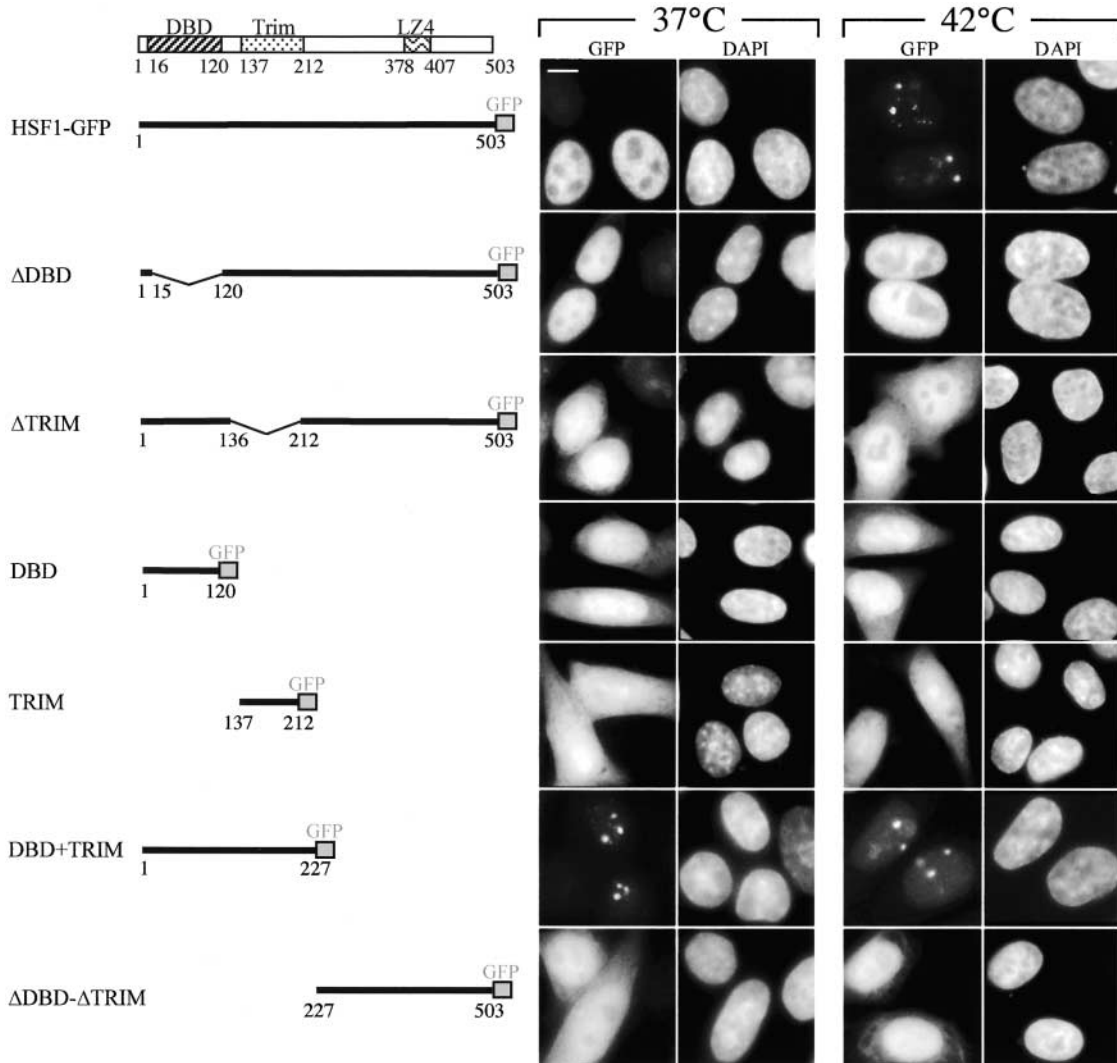 37°C 42°C
DBD Trim LZ4
GFP DAPI GFP DAPI
1 16 120 137 212 378 407 503
GFP
HSF1-GFP
1 503
GFP
ΔDBD
1 15 120 503
GFP
ΔTRIM
1 136 212 503
GFP
DBD
1 120
GFP
TRIM
137 212
GFP
DBD+TRIM
1 227
GFP
ΔDBD-ΔTRIM
227 503